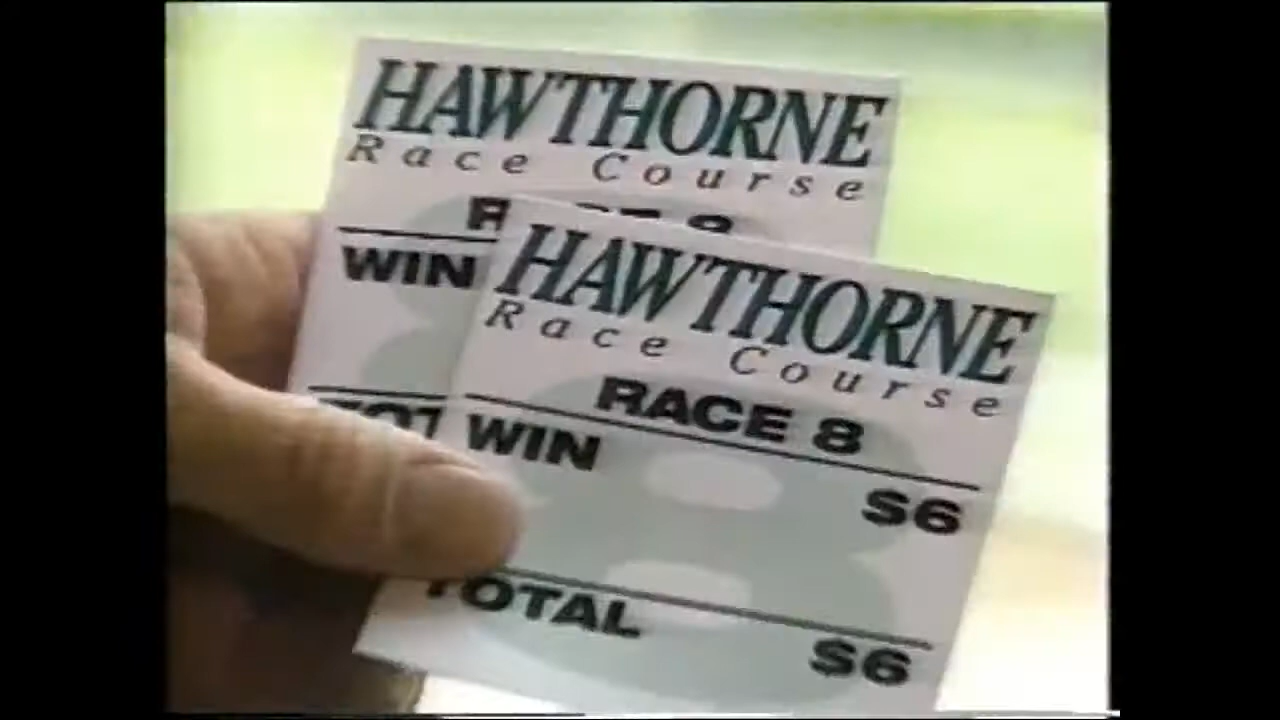 HAWTHORNE
Race Course
WIN
HAWTHORNE
Race Course
RACE 8
WIN
$6
TOTAL
$6